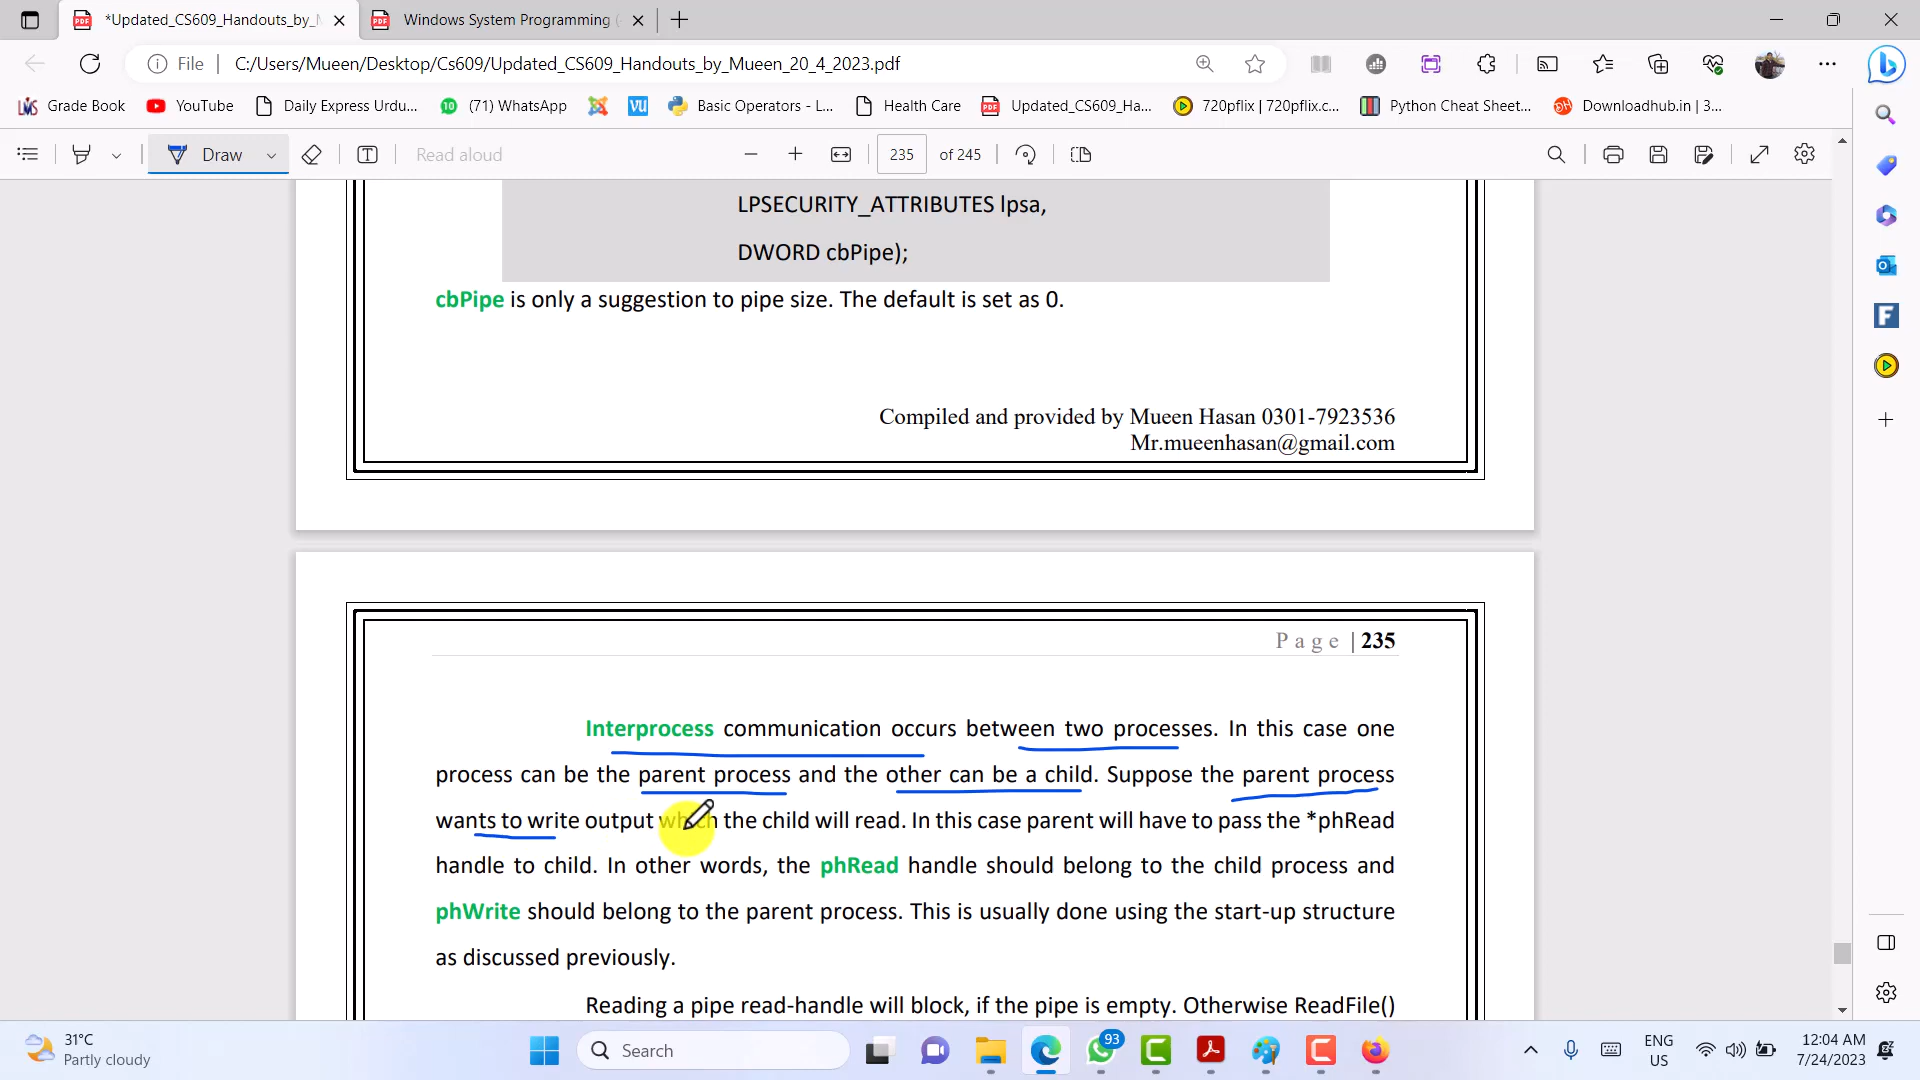 *Updated_CS609_Handouts_by_M
Windows System Programming (
File
C:/Users/Mueen/Desktop/Cs609/Updated_CS609_Handouts_by_Mueen_20_4_2023.pdf
Grade Book
YouTube
Daily Express Urdu...
(71) WhatsApp
Basic Operators - L...
Health Care
Updated_CS609_Ha...
720pflix | 720pflix.c...
Python Cheat Sheet...
Downloadhub.in | 3...
Draw
Read aloud
235
of 245
LPSECURITY_ATTRIBUTES lpsa,
DWORD cbPipe);
cbPipe is only a suggestion to pipe size. The default is set as 0.
Compiled and provided by Mueen Hasan 0301-7923536
Mr.mueenhasan@gmail.com
Page | 235
Interprocess communication occurs between two processes. In this case one
process can be the parent process and the other can be a child. Suppose the parent process
wants to write output which the child will read. In this case parent will have to pass the *phRead
handle to child. In other words, the phRead handle should belong to the child process and
phWrite should belong to the parent process. This is usually done using the start-up structure
as discussed previously.
Reading a pipe read-handle will block, if the pipe is empty. Otherwise ReadFile()
31°C
Partly cloudy
Search
93
ENG
US
12:04 AM
7/24/2023